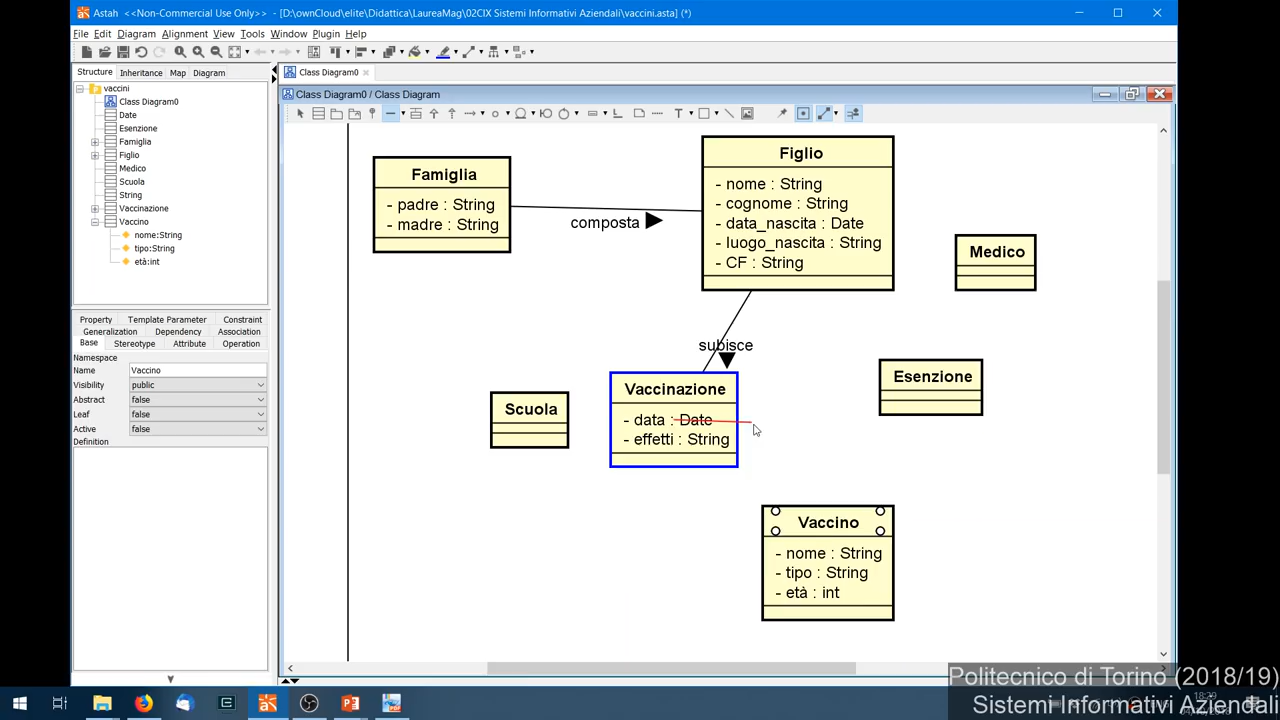 Astah <<Non-Commercial Use Only>> - [D:\ownCloud\elite\Didattica\LaureaMag\02CIX Sistemi Informativi Aziendali\vaccini.asta] (*)
File Edit Diagram Alignment View Tools Window Plugin Help
Structure Inheritance Map Diagram
vaccini
Class Diagram0
Date
Esenzione
Famiglia
Figlio
Medico
Scuola
String
Vaccinazione
Vaccino
nome:String
tipo:String
età:int
Property Template Parameter Constraint
Generalization Dependency Association
Base Stereotype Attribute Operation
Namespace
Name Vaccino
Visibility public
Abstract false
Leaf false
Active false
Definition
Class Diagram0
Class Diagram0 / Class Diagram
Famiglia
- padre : String
- madre : String
composta
Figlio
- nome : String
- cognome : String
- data_nascita : Date
- luogo_nascita : String
- CF : String
Medico
subisce
Vaccinazione
- data : Date
- effetti : String
Scuola
Esenzione
Vaccino
- nome : String
- tipo : String
- età : int
Politecnico di Torino (2018/19)
Sistemi Informativi Aziendali
18:29